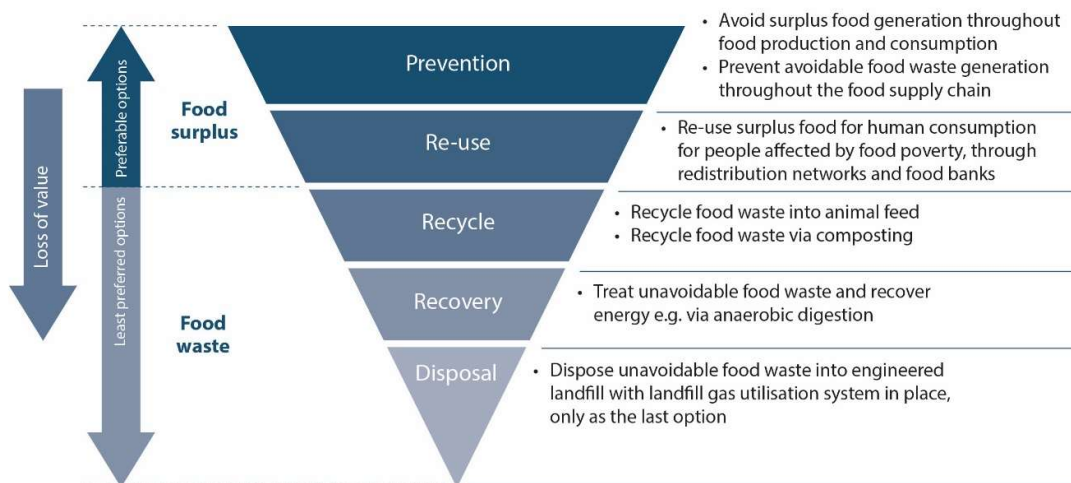 Loss of value
Preferable options
Least preferred options
Food
surplus
Food
waste
Prevention
• Avoid surplus food generation throughout
food production and consumption
• Prevent avoidable food waste generation
throughout the food supply chain
Re-use
• Re-use surplus food for human consumption
for people affected by food poverty, through
redistribution networks and food banks
Recycle
• Recycle food waste into animal feed
• Recycle food waste via composting
Recovery
• Treat unavoidable food waste and recover
energy e.g. via anaerobic digestion
Disposal
• Dispose unavoidable food waste into engineered
landfill with landfill gas utilisation system in place,
only as the last option